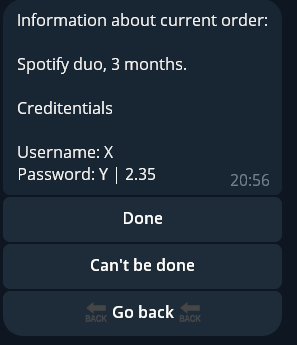 Information about current order:
Spotify duo, 3 months.
Creditentials
Username: X
Password: Y | 2.35
20:56
Done
Can't be done
BACK Go back BACK